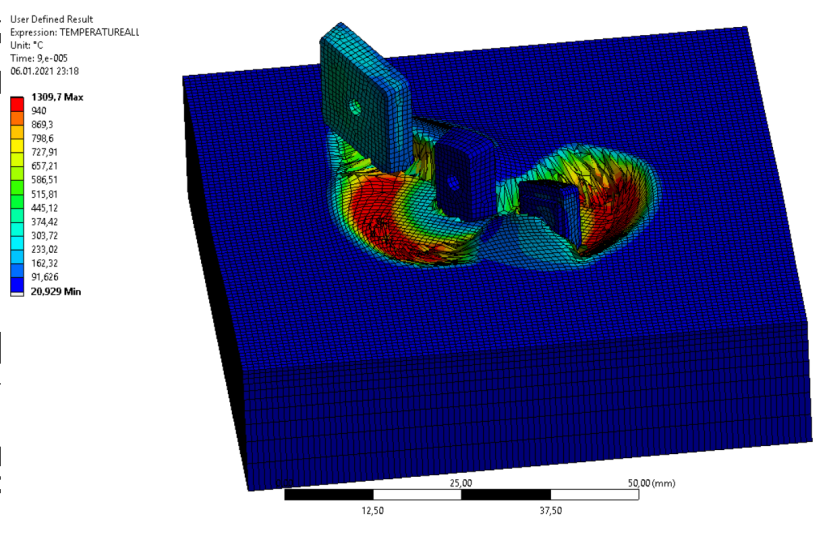 User Defined Result
Expression: TEMPERATUREALL
Unit: °C
Time: 9,e-005
06.01.2021 23:18
1309,7 Max
940
869,3
798,6
727,91
657,21
586,51
515,81
445,12
374,42
303,72
233,02
162,32
91,626
20,929 Min
25,00
50,00 (mm)
12,50
37,50